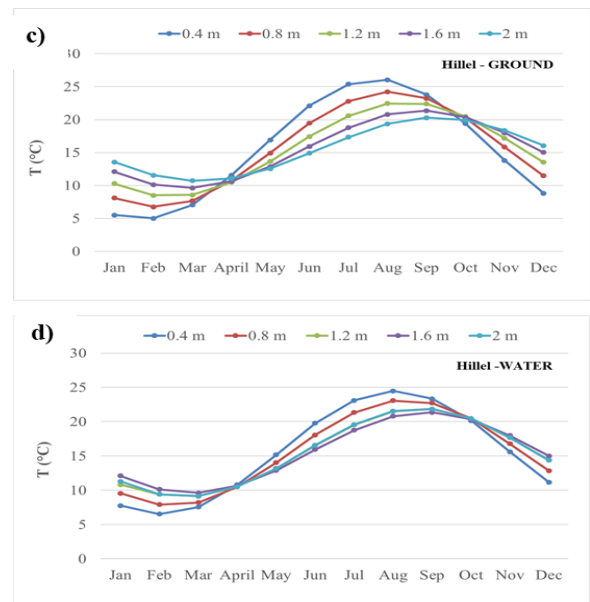 c)
0.4 m 0.8 m 1.2 m 1.6 m 2 m
Hillel - GROUND
30
25
20
15
10
5
0
T (°C)
Jan Feb Mar April May Jun Jul Aug Sep Oct Nov Dec
d)
0.4 m 0.8 m 1.2 m 1.6 m 2 m
Hillel -WATER
30
25
20
15
10
5
0
T (°C)
Jan Feb Mar April May Jun Jul Aug Sep Oct Nov Dec